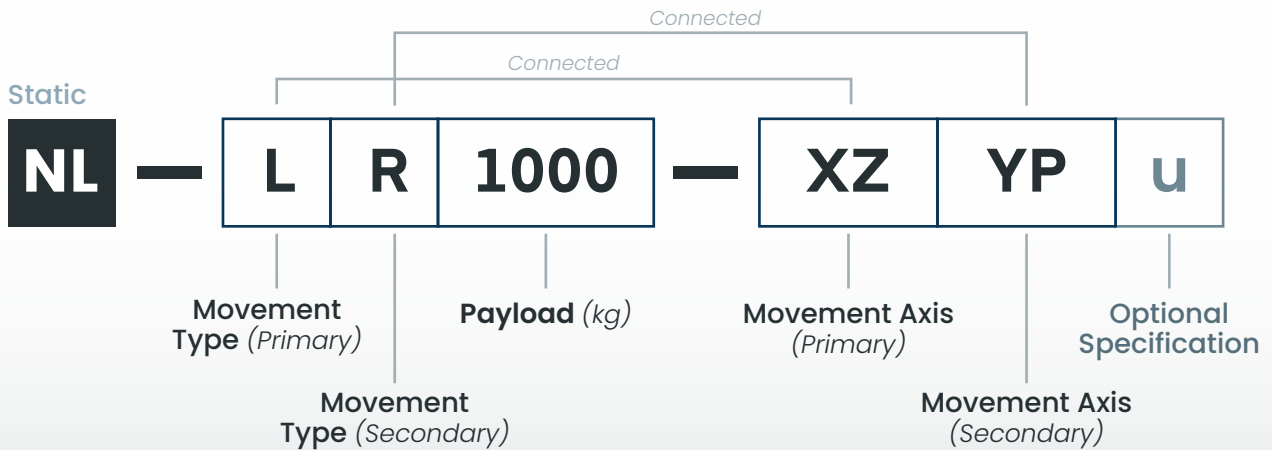 Connected
Connected
Static
NL — L R 1000 — XZ YP u
Movement
Type (Primary)
Payload (kg)
Movement Axis
(Primary)
Optional
Specification
Movement
Type (Secondary)
Movement Axis
(Secondary)